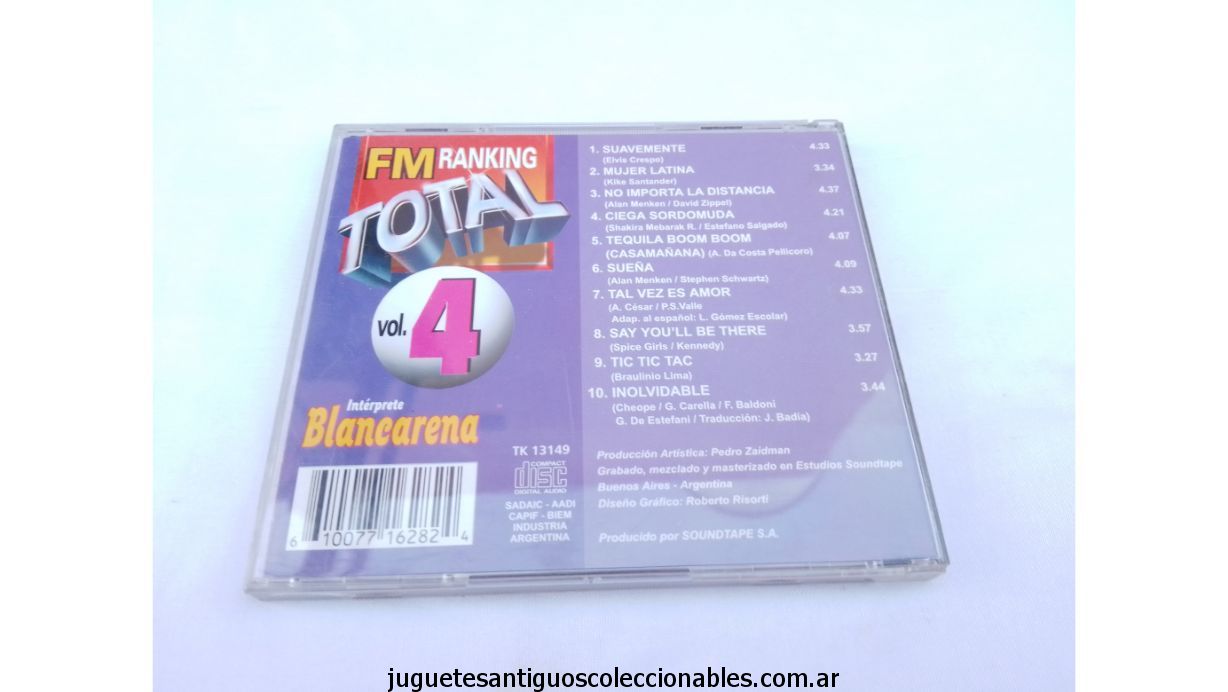 FM RANKING
TOTAL
vol. 4
Intérprete
Blancarena
TK 13149
COMPACT
disc
DIGITAL AUDIO
SADAIC - AADI
CAPIF - BIEM
INDUSTRIA
ARGENTINA
6 10077 16282 4
1. SUAVEMENTE 4.33
(Elvis Crespo)
2. MUJER LATINA 3.34
(Kike Santander)
3. NO IMPORTA LA DISTANCIA 4.37
(Alan Menken / David Zippel)
4. CIEGA SORDOMUDA 4.21
(Shakira Mebarak R. / Estefano Salgado)
5. TEQUILA BOOM BOOM 4.07
(CASAMAÑANA) (A. Da Costa Pellicoro)
6. SUEÑA 4.09
(Alan Menken / Stephen Schwartz)
7. TAL VEZ ES AMOR 4.33
(A. César / P.S.Valle
Adap. al español: L. Gómez Escolar)
8. SAY YOU'LL BE THERE 3.57
(Spice Girls / Kennedy)
9. TIC TIC TAC 3.27
(Braulinio Lima)
10. INOLVIDABLE 3.44
(Cheope / G. Carella / F. Baldoni
G. De Estefani / Traducción: J. Badia)
Producción Artística: Pedro Zaidman
Grabado, mezclado y masterizado en Estudios Soundtape
Buenos Aires - Argentina
Diseño Gráfico: Roberto Risorti
Producido por SOUNDTAPE S.A.
juguetesantiguoscoleccionables.com.ar